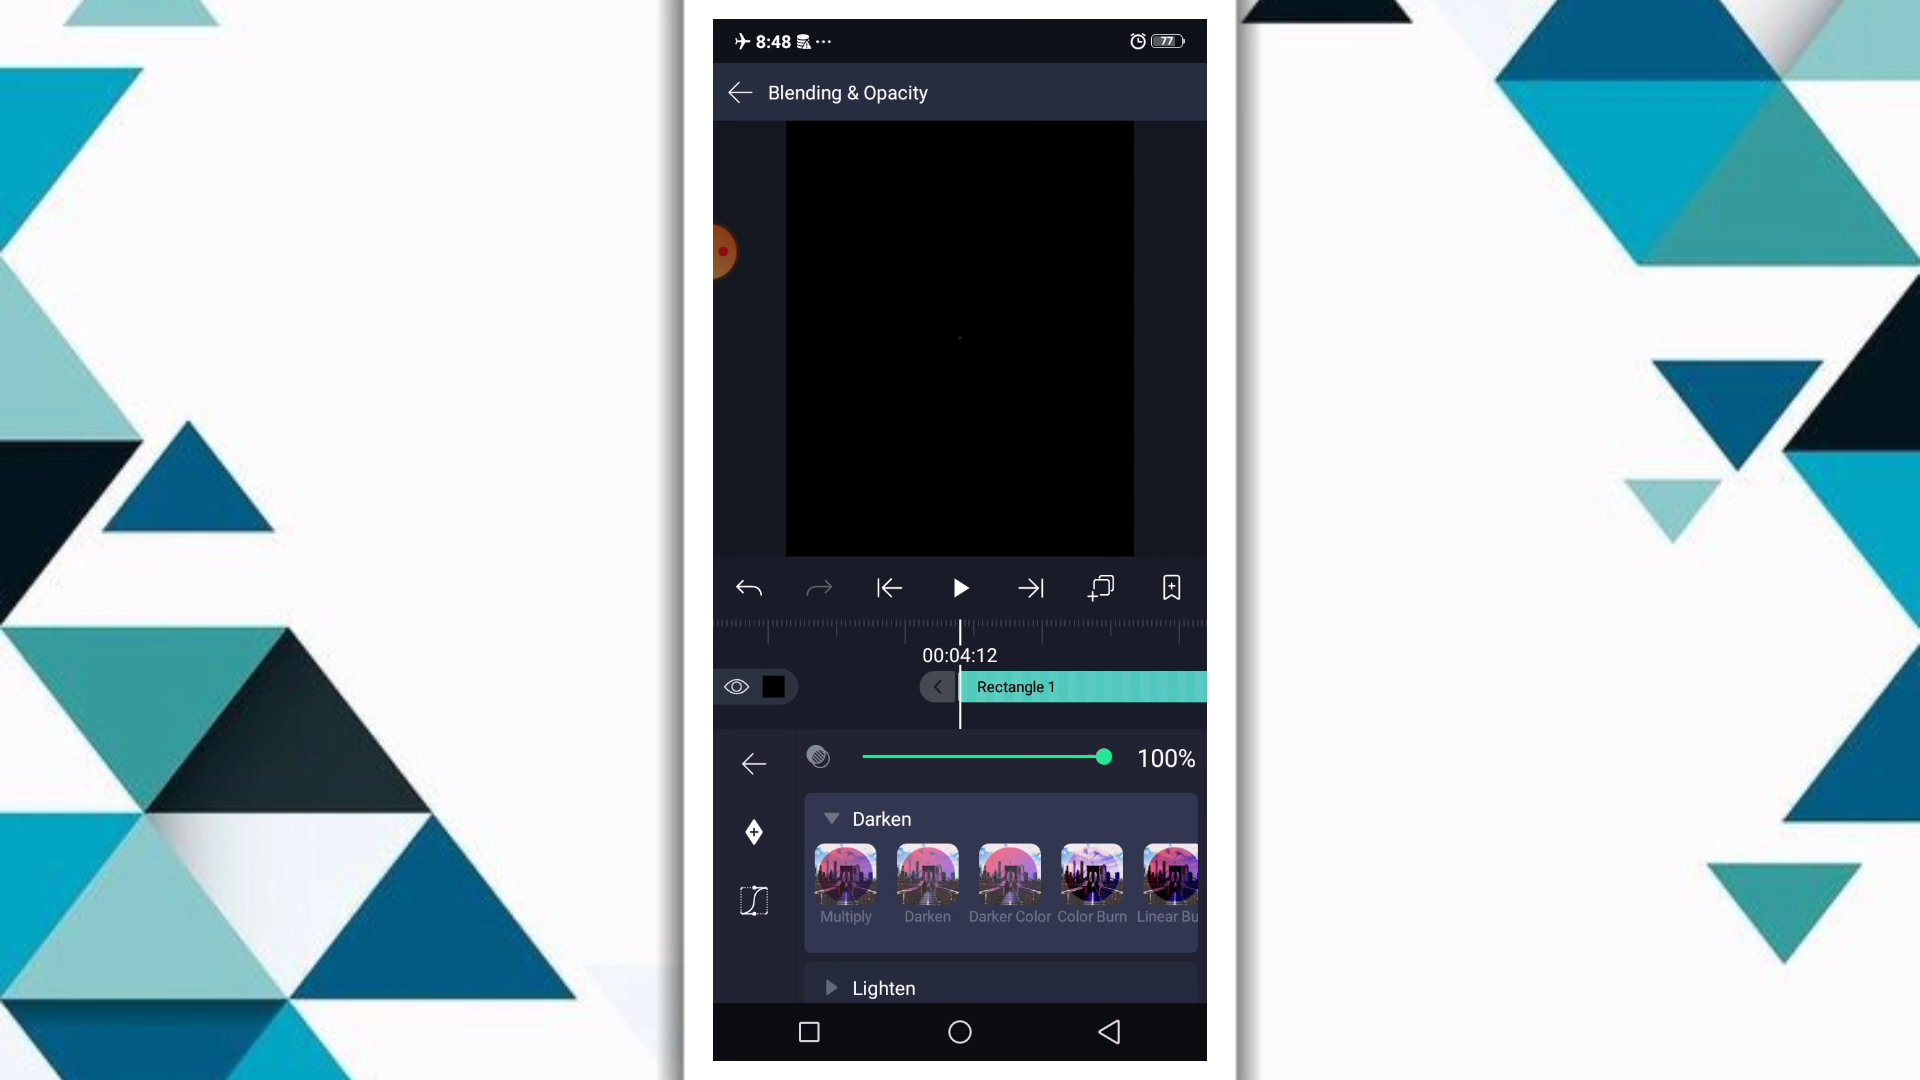 8:48
77
Blending & Opacity
00:04:12
Rectangle 1
100%
Darken
Multiply Darken Darker Color Color Burn Linear Bu
Lighten